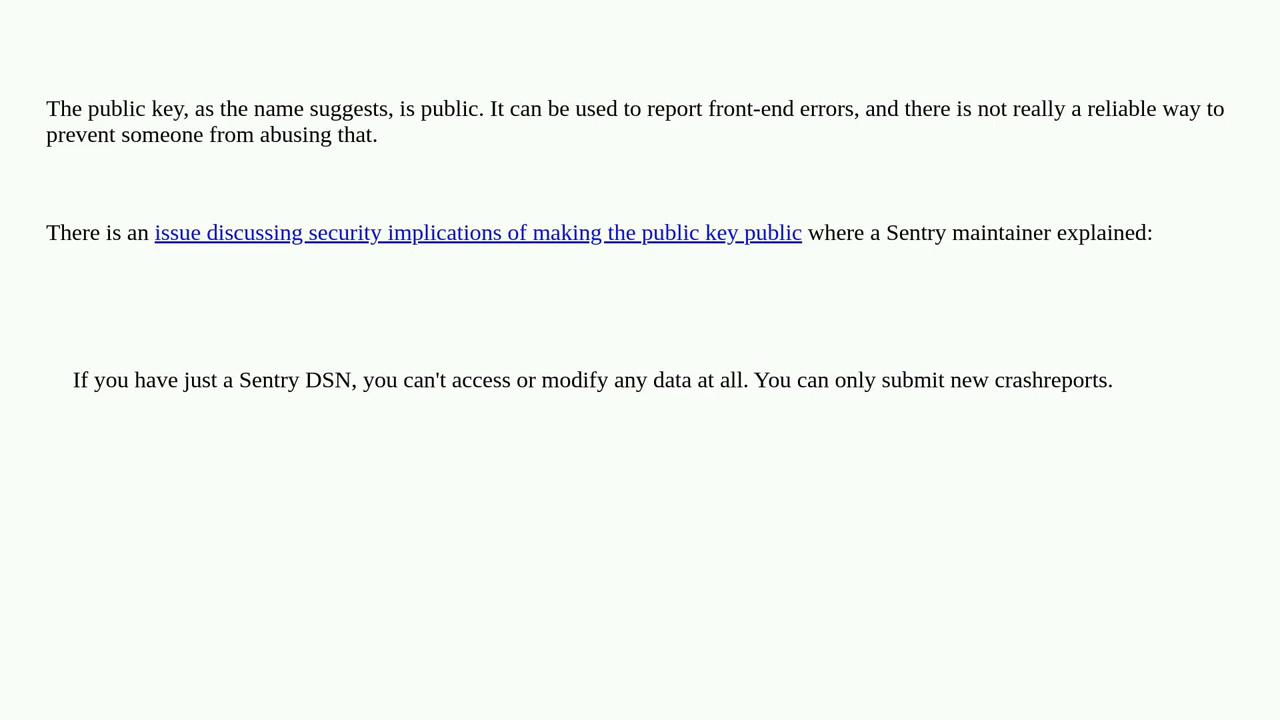 The public key, as the name suggests, is public. It can be used to report front-end errors, and there is not really a reliable way to
prevent someone from abusing that.
There is an issue discussing security implications of making the public key public where a Sentry maintainer explained:
If you have just a Sentry DSN, you can't access or modify any data at all. You can only submit new crashreports.